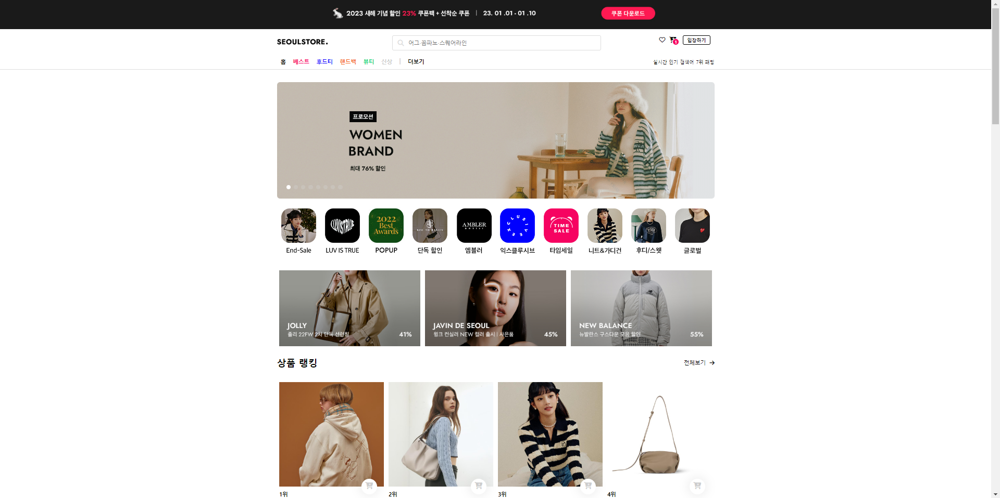 2023 새해 기념 할인 23% 쿠폰팩 + 선착순 쿠폰 | 23. 01 .01 - 01 .10
쿠폰 다운로드
SEOULSTORE.
어그·꼼파뇨·스퀘어라인
1
입장하기
홈 베스트 후드티 핸드백 뷰티 신상 | 더보기
실시간 인기 검색어 7위 패팅
프로모션
WOMEN
BRAND
최대 76% 할인
LUVISTRUE
2022
Best
Awards
BAC TO BASICS
AMBLER
ambler
EXCLUSIVE
TIME
SALE
End-Sale
LUV IS TRUE
POPUP
단독 할인
엠블러
익스클루시브
타임세일
니트&가디건
후디/스웻
글로벌
JOLLY
졸리 22FW 2차 단독 선런칭
41%
JAVIN DE SEOUL
윙크 컨실러 NEW 컬러 출시 | 사은품
45%
NEW BALANCE
뉴발란스 구스다운 모음 할인
55%
상품 랭킹
전체보기 →
1위
2위
3위
4위